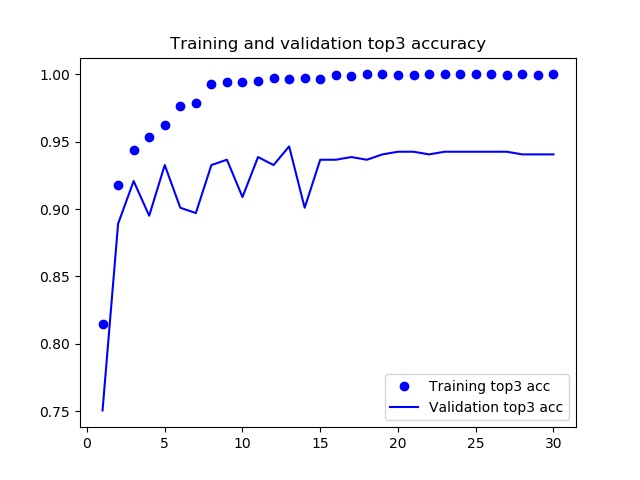 Training and validation top3 accuracy
1.00
0.95
0.90
0.85
0.80
0.75
Training top3 acc
Validation top3 acc
0 5 10 15 20 25 30